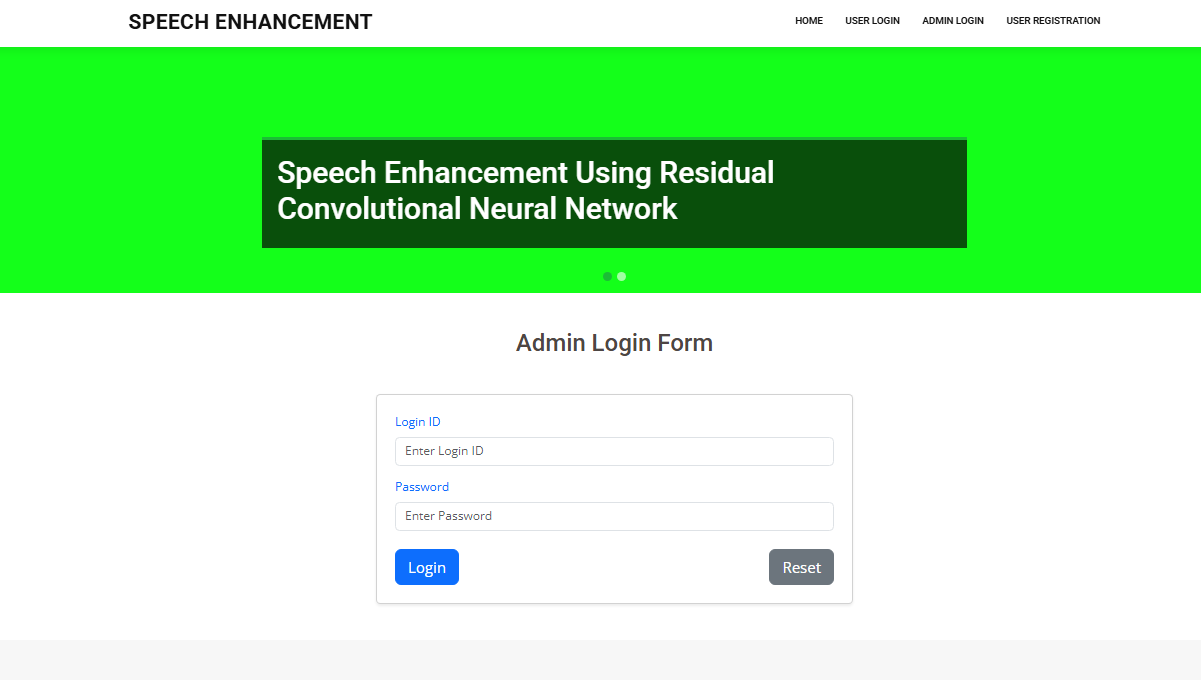 SPEECH ENHANCEMENT
HOME USER LOGIN ADMIN LOGIN USER REGISTRATION
Speech Enhancement Using Residual
Convolutional Neural Network
Admin Login Form
Login ID
Enter Login ID
Password
Enter Password
Login Reset